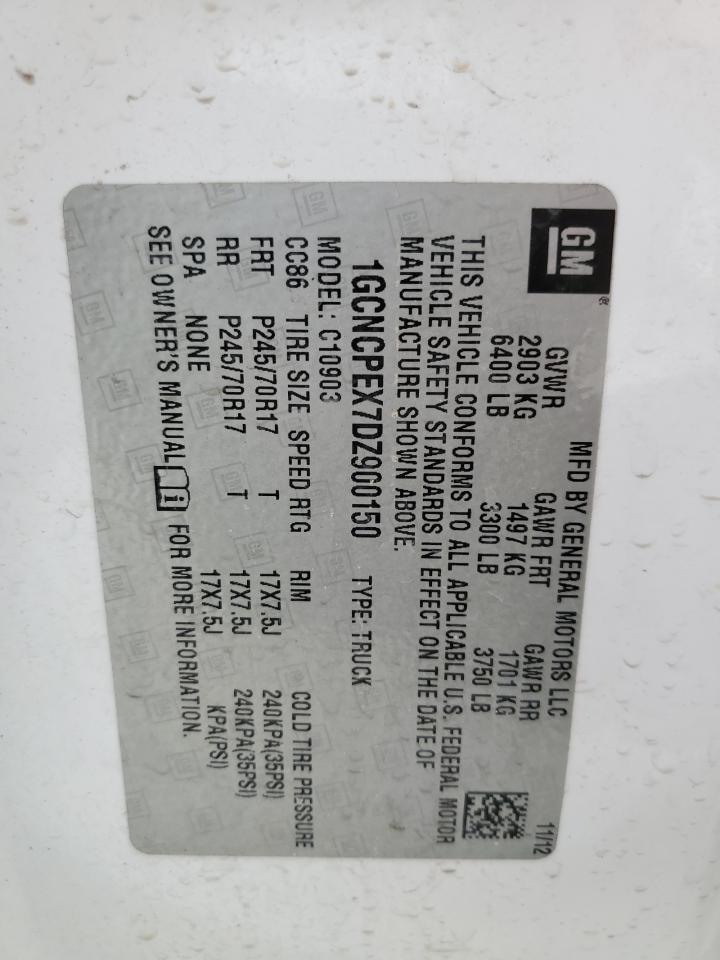 GM
MFD BY GENERAL MOTORS LLC 11/12
GVWR GAWR FRT GAWR RR
2903 KG 1497 KG 1701 KG
6400 LB 3300 LB 3750 LB
THIS VEHICLE CONFORMS TO ALL APPLICABLE U.S. FEDERAL MOTOR
VEHICLE SAFETY STANDARDS IN EFFECT ON THE DATE OF
MANUFACTURE SHOWN ABOVE.
1GCNCPEX7DZ900150 TYPE: TRUCK
MODEL: C10903
CC86 TIRE SIZE SPEED RTG RIM COLD TIRE PRESSURE
FRT P245/70R17 T 17X7.5J 240KPA(35PSI)
RR P245/70R17 T 17X7.5J 240KPA(35PSI)
SPA NONE 17X7.5J KPA(PSI)
SEE OWNER'S MANUAL FOR MORE INFORMATION.